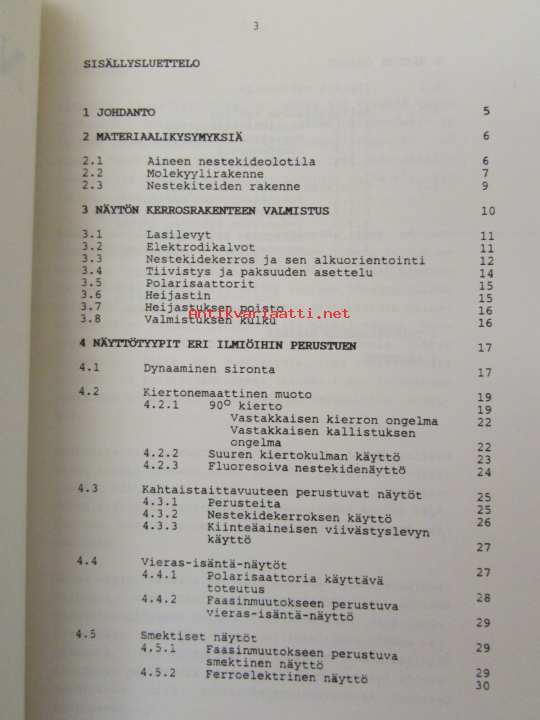 3
SISÄLLYSLUETTELO
1 JOHDANTO 5
2 MATERIAALIKYSYMYKSIÄ 6
2.1 Aineen nestekideolotila 6
2.2 Molekyylirakenne 7
2.3 Nestekiteiden rakenne 9
3 NÄYTÖN KERROSRAKENTEEN VALMISTUS 10
3.1 Lasilevyt 11
3.2 Elektrodikalvot 11
3.3 Nestekidekerros ja sen alkuorientointi 12
3.4 Tiivistys ja paksuuden asettelu 14
3.5 Polarisaattorit 15
3.6 Heijastin 15
3.7 Heijastuksen poisto 16
Antikvariaatti.net
3.8 Valmistuksen kulku 16
4 NÄYTTÖTYYPIT ERI ILMIÖIHIN PERUSTUEN 17
4.1 Dynaaminen sironta 17
4.2 Kiertonemaattinen muoto 19
4.2.1 90° kierto 19
Vastakkaisen kierron ongelma 22
Vastakkaisen kallistuksen
ongelma 22
4.2.2 Suuren kiertokulman käyttö 23
4.2.3 Fluoresoiva nestekidenäyttö 24
4.3 Kahtaistaittavuuteen perustuvat näytöt 25
4.3.1 Perusteita 25
4.3.2 Nestekidekerroksen käyttö 26
4.3.3 Kiinteäaineisen viivästyslevyn
käyttö 27
4.4 Vieras-isäntä-näytöt 27
4.4.1 Polarisaattoria käyttävä
toteutus 28
4.4.2 Faasinmuutokseen perustuva
vieras-isäntä-näyttö 29
4.5 Smektiset näytöt 29
4.5.1 Faasinmuutokseen perustuva
smektinen näyttö 29
4.5.2 Ferroelektrinen näyttö 30